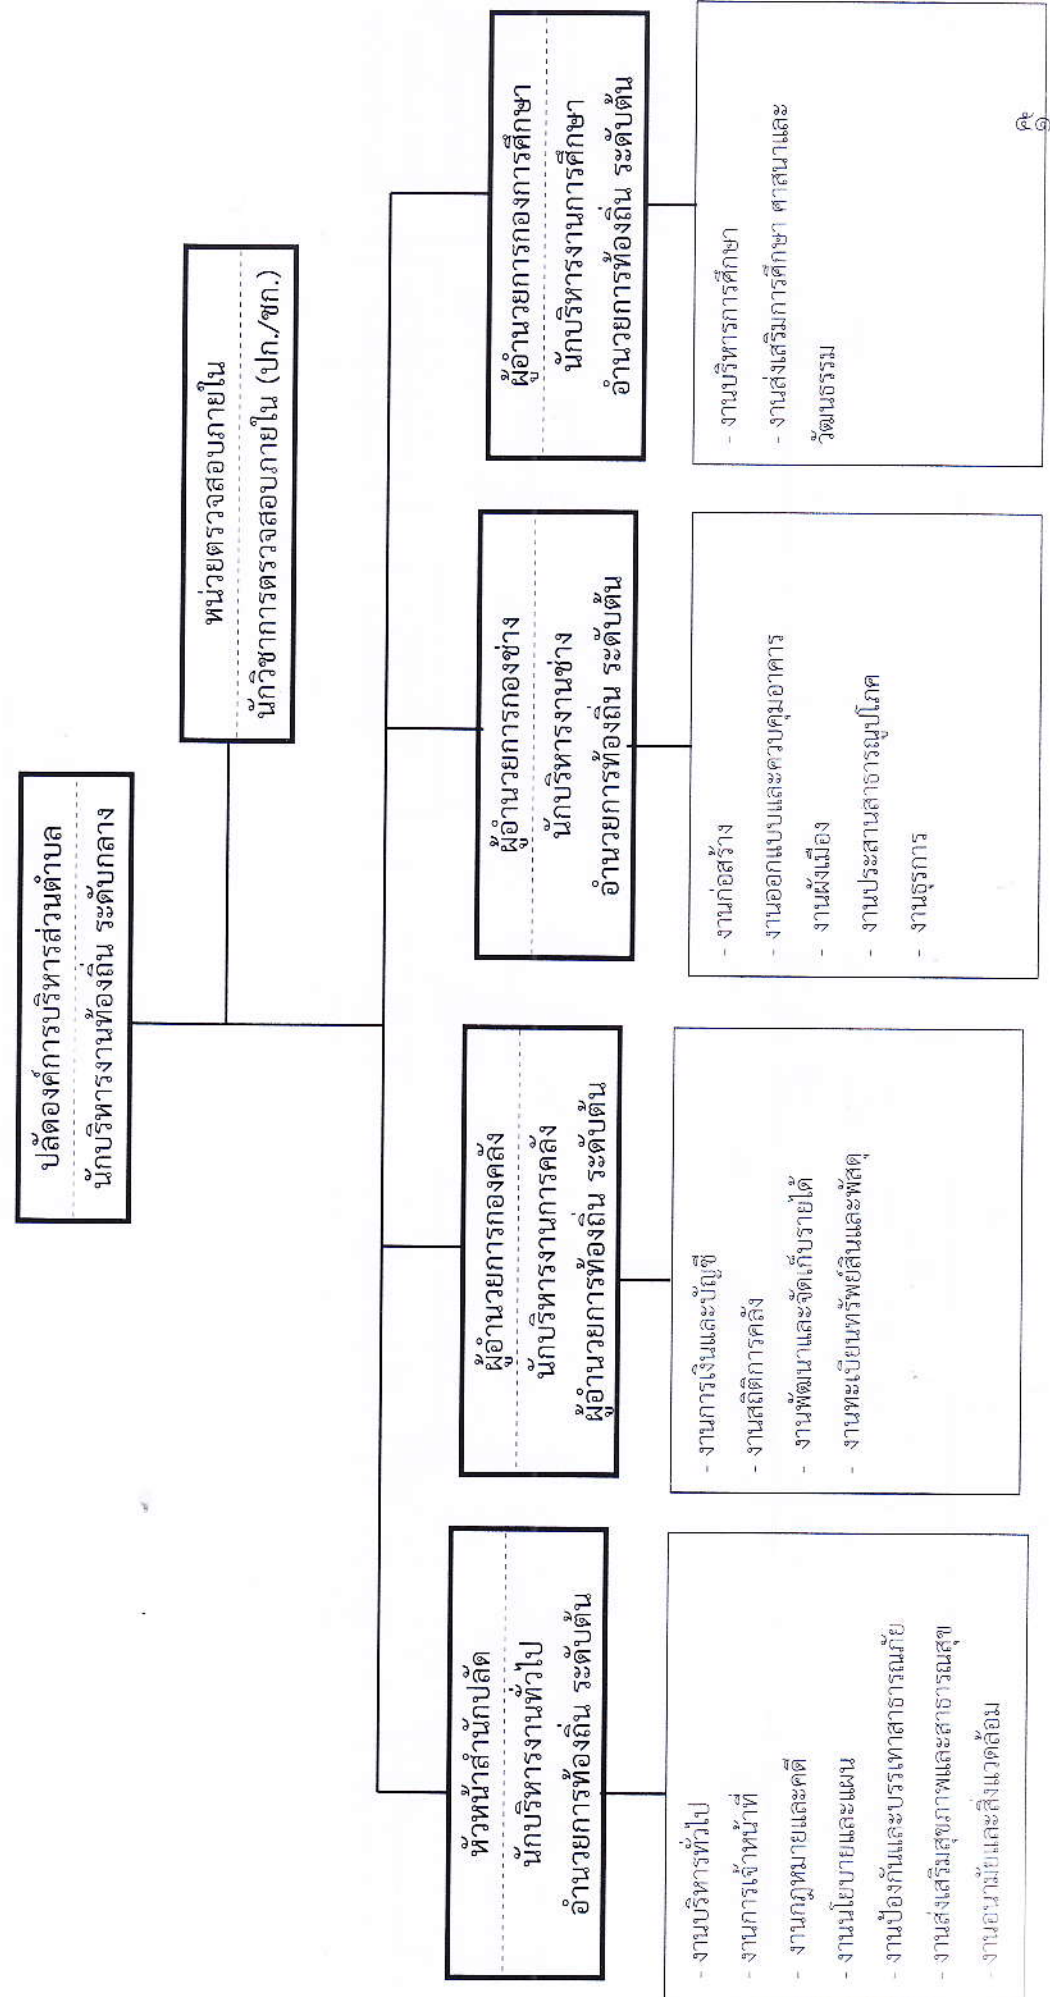 ปลัดองค์การบริหารส่วนตำบล
นักบริหารงานท้องถิ่น ระดับกลาง
หน่วยตรวจสอบภายใน
นักวิชาการตรวจสอบภายใน (ปก./ชก.)
หัวหน้าสำนักปลัด
นักบริหารงานทั่วไป
อำนวยการท้องถิ่น ระดับต้น
- งานบริหารทั่วไป
- งานการเจ้าหน้าที่
- งานกฎหมายและคดี
- งานนโยบายและแผน
- งานป้องกันและบรรเทาสาธารณภัย
- งานส่งเสริมสุขภาพและสาธารณสุข
- งานอนามัยและสิ่งแวดล้อม
ผู้อำนวยการกองคลัง
นักบริหารงานการคลัง
ผู้อำนวยการท้องถิ่น ระดับต้น
- งานการเงินและบัญชี
- งานสถิติการคลัง
- งานพัฒนาและจัดเก็บรายได้
- งานทะเบียนทรัพย์สินและพัสดุ
ผู้อำนวยการกองช่าง
นักบริหารงานช่าง
อำนวยการท้องถิ่น ระดับต้น
- งานก่อสร้าง
- งานออกแบบและควบคุมอาคาร
- งานผังเมือง
- งานประสานสาธารณูปโภค
- งานธุรการ
ผู้อำนวยการกองการศึกษา
นักบริหารงานการศึกษา
อำนวยการท้องถิ่น ระดับต้น
- งานบริหารการศึกษา
- งานส่งเสริมการศึกษา ศาสนาและ
วัฒนธรรม